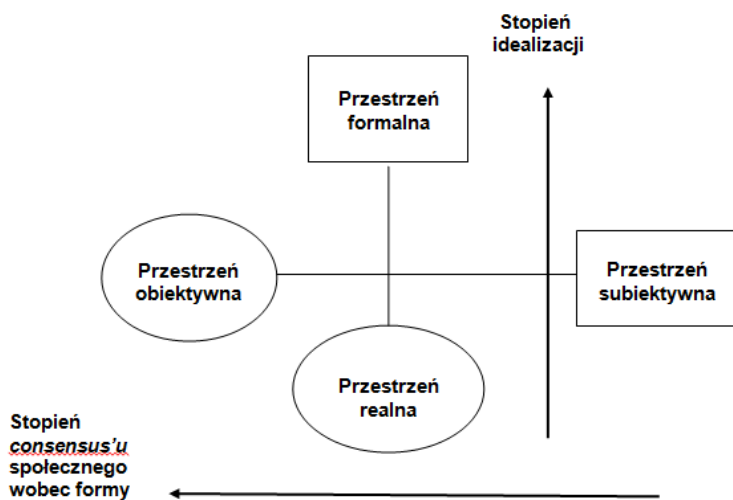 Stopień
idealizacji
Przestrzeń
formalna
Przestrzeń
obiektywna
Przestrzeń
subiektywna
Przestrzeń
realna
Stopień
consensus’u
społecznego
wobec formy